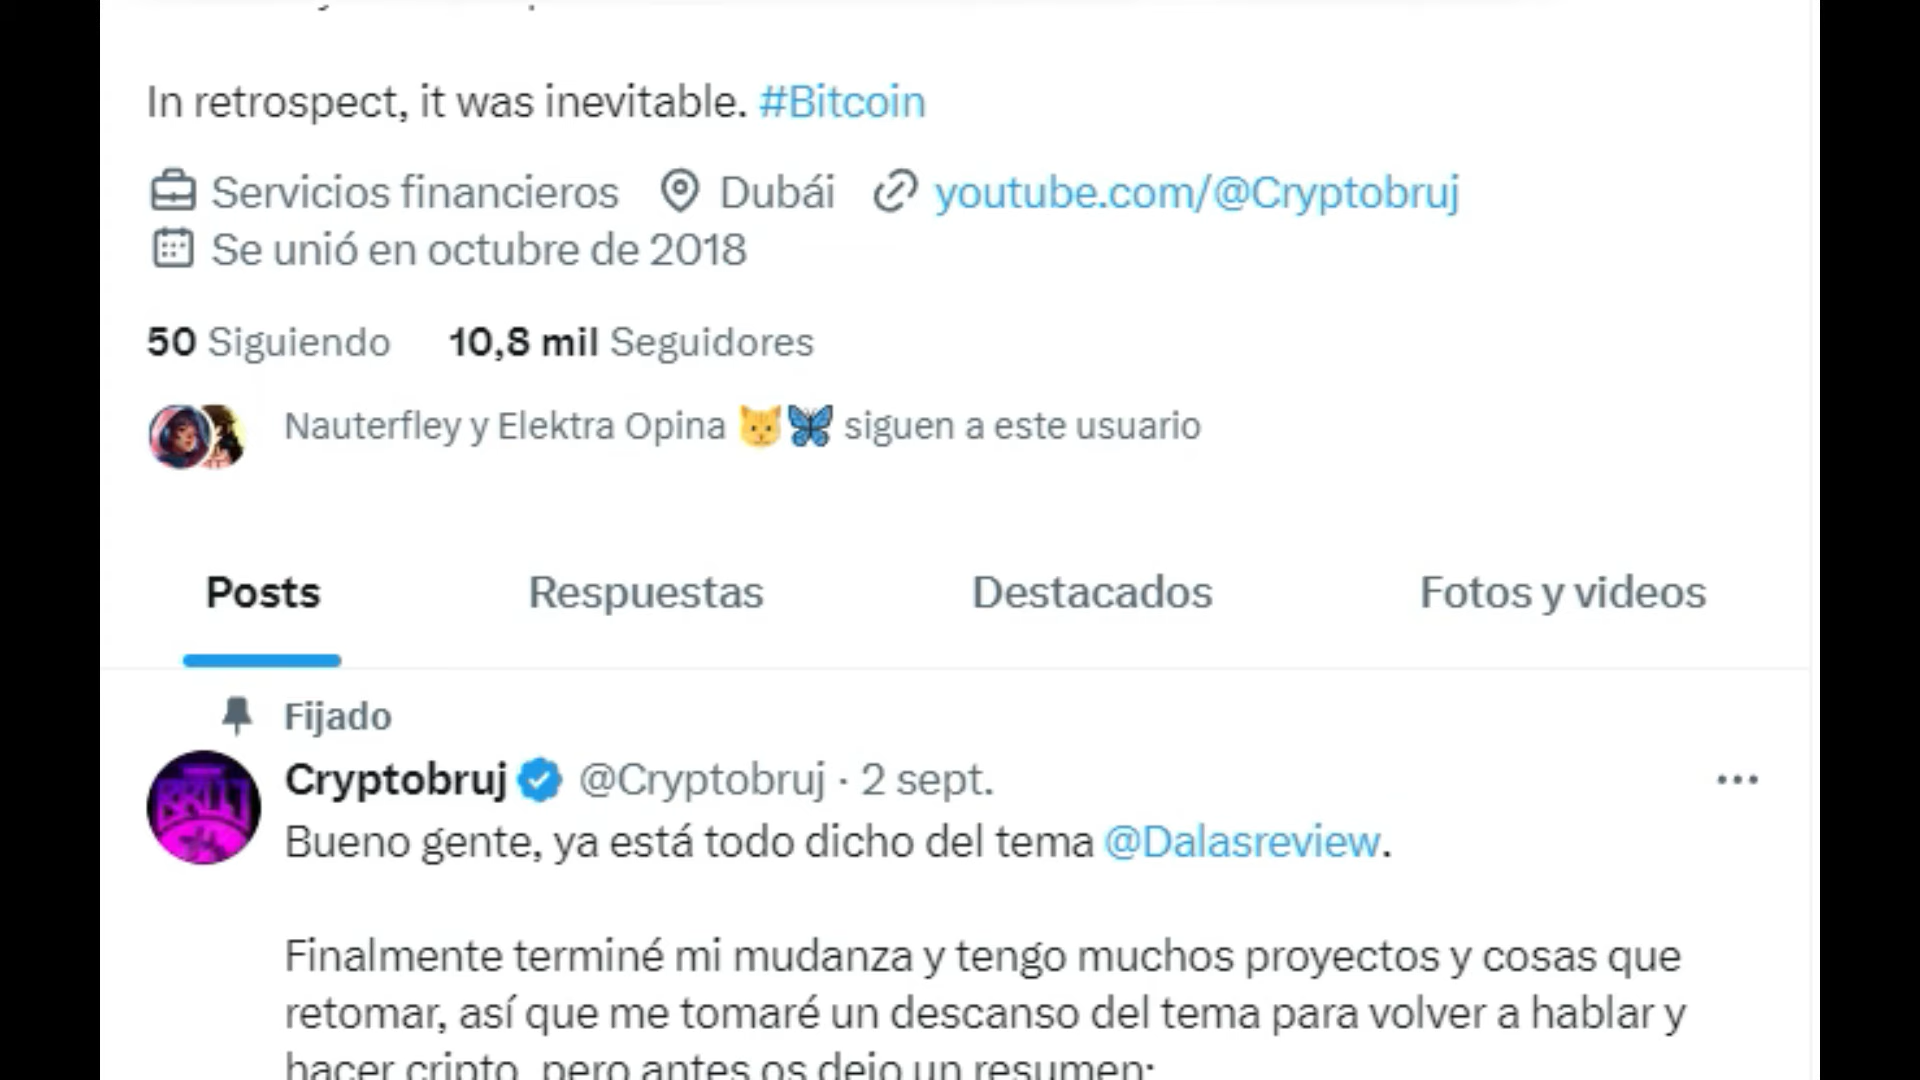 In retrospect, it was inevitable. #Bitcoin
Servicios financieros Dubái youtube.com/@Cryptobruj
Se unió en octubre de 2018
50 Siguiendo 10,8 mil Seguidores
Nauterfley y Elektra Opina 🐱🦋 siguen a este usuario
Posts Respuestas Destacados Fotos y videos
Fijado
Cryptobruj @Cryptobruj · 2 sept.
Bueno gente, ya está todo dicho del tema @Dalasreview.
Finalmente terminé mi mudanza y tengo muchos proyectos y cosas que
retomar, así que me tomaré un descanso del tema para volver a hablar y
hacer cripto, pero antes os dejo un resumen: